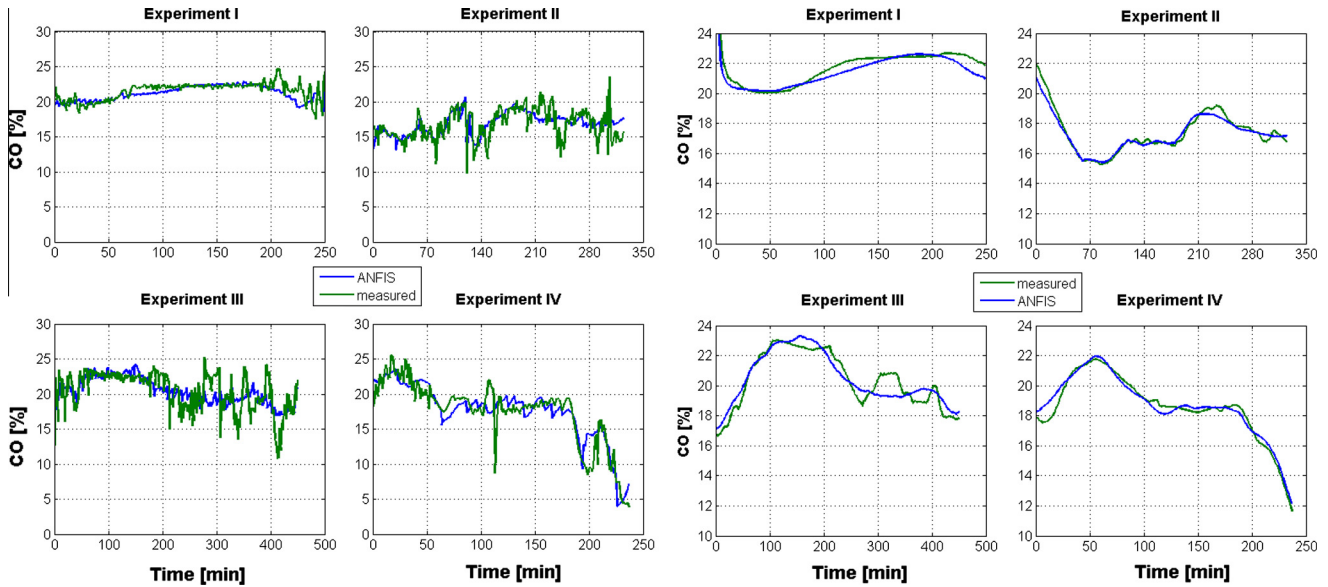 Experiment I
Experiment II
Experiment I
Experiment II
CO [%]
30
25
20
15
10
5
0
0 50 100 150 200 250
30
25
20
15
10
5
0
0 70 140 210 280 350
CO [%]
24
22
20
18
16
14
12
10
0 50 100 150 200 250
24
22
20
18
16
14
12
10
0 70 140 210 280 350
ANFIS
measured
measured
ANFIS
Experiment III
Experiment IV
Experiment III
Experiment IV
CO [%]
30
25
20
15
10
5
0
0 100 200 300 400 500
30
25
20
15
10
5
0
0 50 100 150 200 250
CO [%]
24
22
20
18
16
14
12
10
0 100 200 300 400 500
24
22
20
18
16
14
12
10
0 50 100 150 200 250
Time [min]
Time [min]
Time [min]
Time [min]